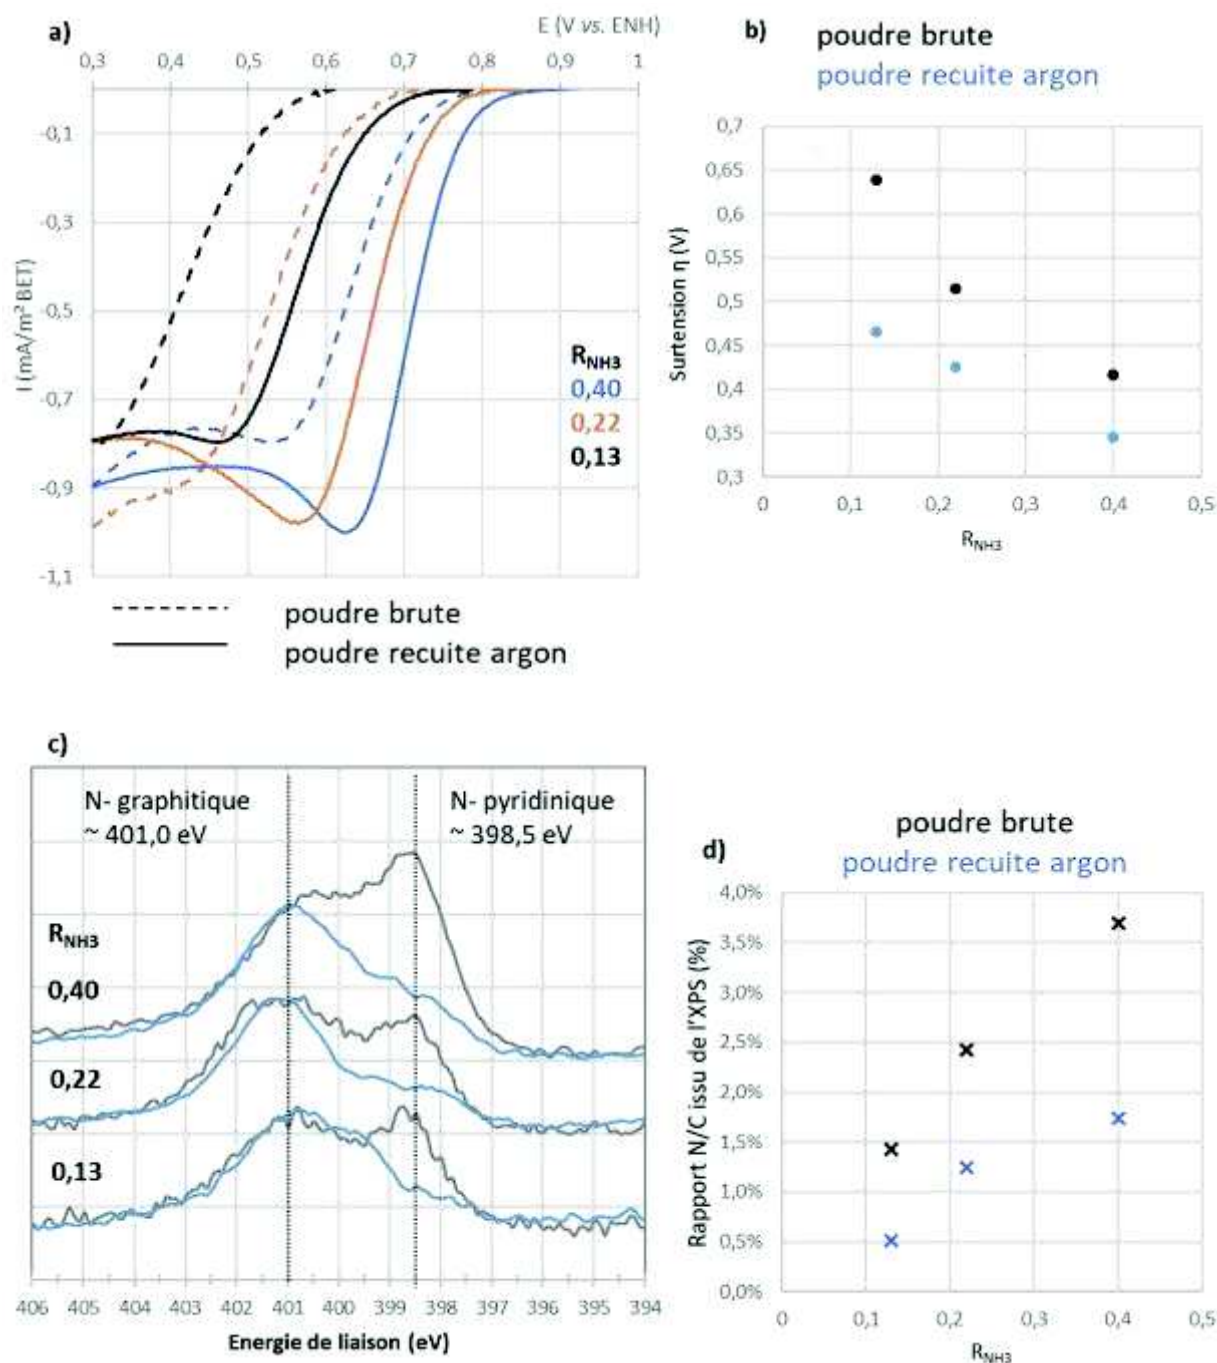 a)
E (V vs. ENH)
0,3 0,4 0,5 0,6 0,7 0,8 0,9 1
-0,1
-0,3
-0,5
-0,7
-0,9
-1,1
I (mA/m² BET)
R_NH3
0,40
0,22
0,13
poudre brute
poudre recuite argon
b)
poudre brute
poudre recuite argon
0,7
0,65
0,6
0,55
0,5
0,45
0,4
0,35
0,3
Surtension η (V)
0 0,1 0,2 0,3 0,4 0,5
R_NH3
c)
N- graphitique
~ 401,0 eV
N- pyridinique
~ 398,5 eV
R_NH3
0,40
0,22
0,13
406 405 404 403 402 401 400 399 398 397 396 395 394
Energie de liaison (eV)
d)
poudre brute
poudre recuite argon
4,0%
3,5%
3,0%
2,5%
2,0%
1,5%
1,0%
0,5%
0,0%
Rapport N/C issu de l'XPS (%)
0 0,1 0,2 0,3 0,4 0,5
R_NH3